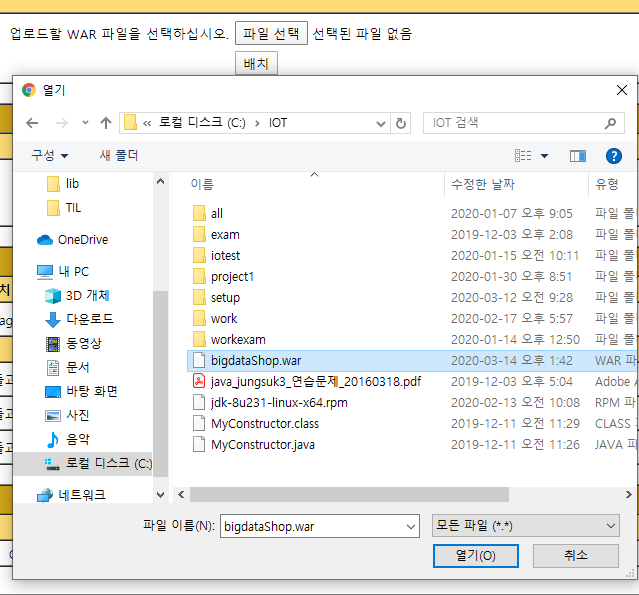 업로드할 WAR 파일을 선택하십시오. 파일 선택 선택된 파일 없음
배치
열기
« 로컬 디스크 (C:) › IOT
IOT 검색
구성 새 폴더
이름 수정한 날짜 유형
lib
TIL
OneDrive
내 PC
3D 개체
다운로드
동영상
문서
바탕 화면
사진
음악
로컬 디스크 (C:)
네트워크
all 2020-01-07 오후 9:05 파일 폴
exam 2019-12-03 오후 2:08 파일 폴
iotest 2020-01-15 오전 10:11 파일 폴
project1 2020-01-30 오후 8:51 파일 폴
setup 2020-03-12 오전 9:28 파일 폴
work 2020-02-17 오후 5:57 파일 폴
workexam 2020-01-14 오후 12:50 파일 폴
bigdataShop.war 2020-03-14 오후 1:42 WAR 파
java_jungsuk3_연습문제_20160318.pdf 2019-12-03 오후 5:04 Adobe A
jdk-8u231-linux-x64.rpm 2020-02-13 오전 10:08 RPM 파
MyConstructor.class 2019-12-11 오전 11:29 CLASS
MyConstructor.java 2019-12-11 오전 11:26 JAVA 파
파일 이름(N): bigdataShop.war 모든 파일 (*.*)
열기(O) 취소